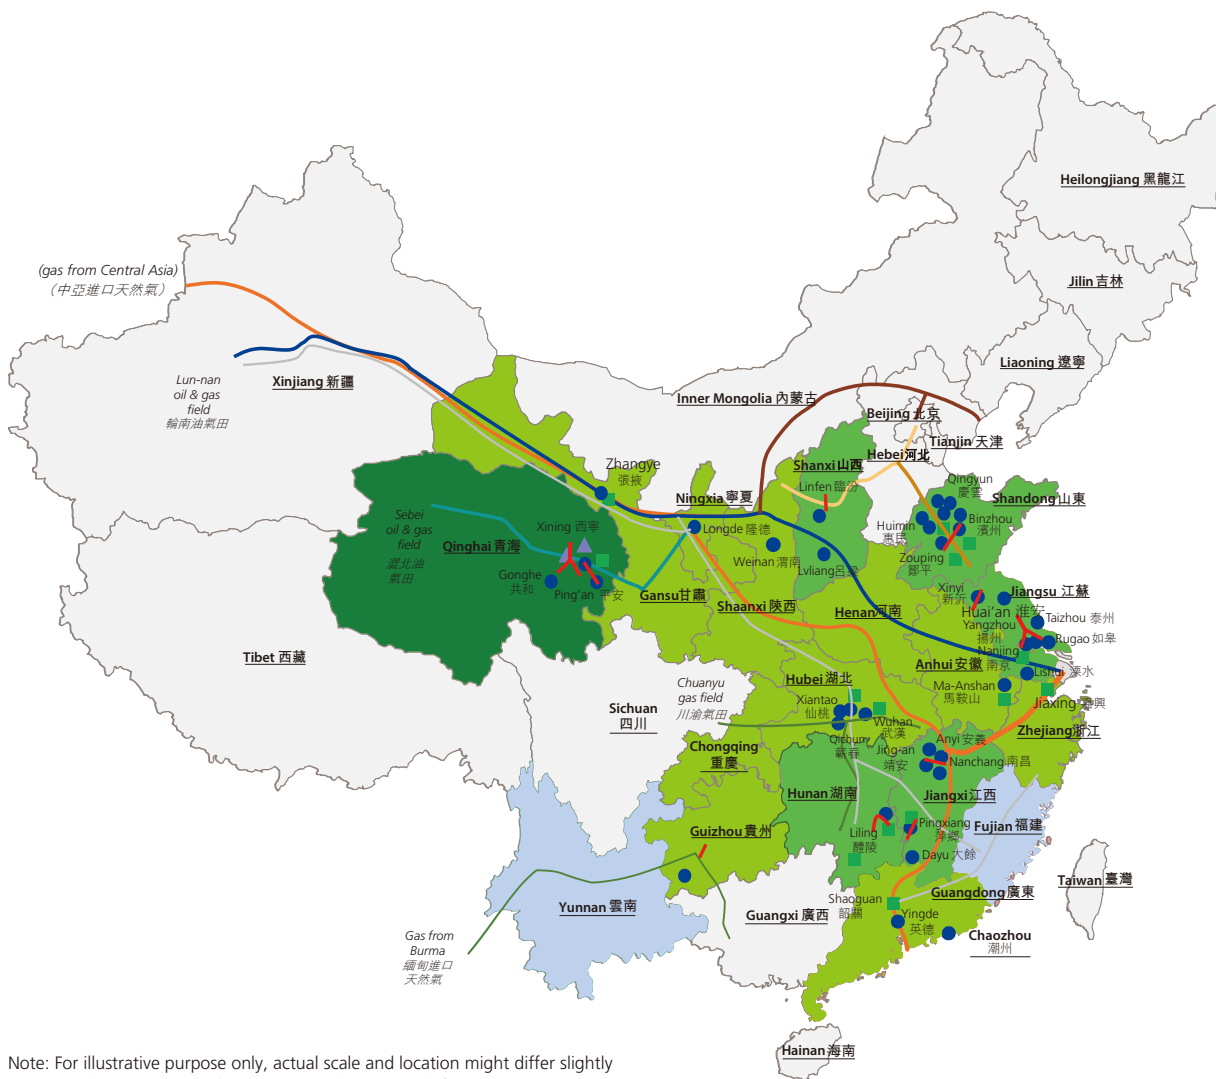 Heilongjiang 黑龍江
(gas from Central Asia)
（中亞進口天然氣）
Jilin 吉林
Liaoning 遼寧
Lun-nan
oil & gas
field
輪南油氣田
Xinjiang 新疆
Inner Mongolia 內蒙古
Beijing 北京
Tianjin 天津
Hebei 河北
Zhangye
張掖
Shanxi 山西
Linfen 臨汾
Qingyun
慶雲
Ningxia 寧夏
Shandong 山東
Sebei
oil & gas
field
澀北油
氣田
Xining 西寧
Longde 隆德
Huimin
惠民
Binzhou
濱州
Qinghai 青海
Weinan 渭南
Lvliang 呂梁
Zouping
鄒平
Gonghe
共和
Ping'an 平安
Gansu 甘肅
Shaanxi 陝西
Henan 河南
Xinyi
新沂
Jiangsu 江蘇
Huai'an 淮安
Taizhou 泰州
Yangzhou
揚州
Rugao 如皋
Nanjing
南京
Tibet 西藏
Anhui 安徽
Lishui 溧水
Chuanyu
gas field
川渝氣田
Hubei 湖北
Ma-Anshan
馬鞍山
Jiaxing 嘉興
Sichuan
四川
Xiantao
仙桃
Wuhan
武漢
Zhejiang 浙江
Qichun
蘄春
Jing-an
靖安
Anyi 安義
Chongqing
重慶
Nanchang 南昌
Hunan 湖南
Jiangxi 江西
Guizhou 貴州
Liling
醴陵
Pingxiang
萍鄉
Fujian 福建
Dayu 大餘
Taiwan 臺灣
Yunnan 雲南
Guangxi 廣西
Shaoguan
韶關
Guangdong 廣東
Yingde
英德
Chaozhou
潮州
Gas from
Burma
緬甸進口
天然氣
Hainan 海南
Note: For illustrative purpose only, actual scale and location might differ slightly